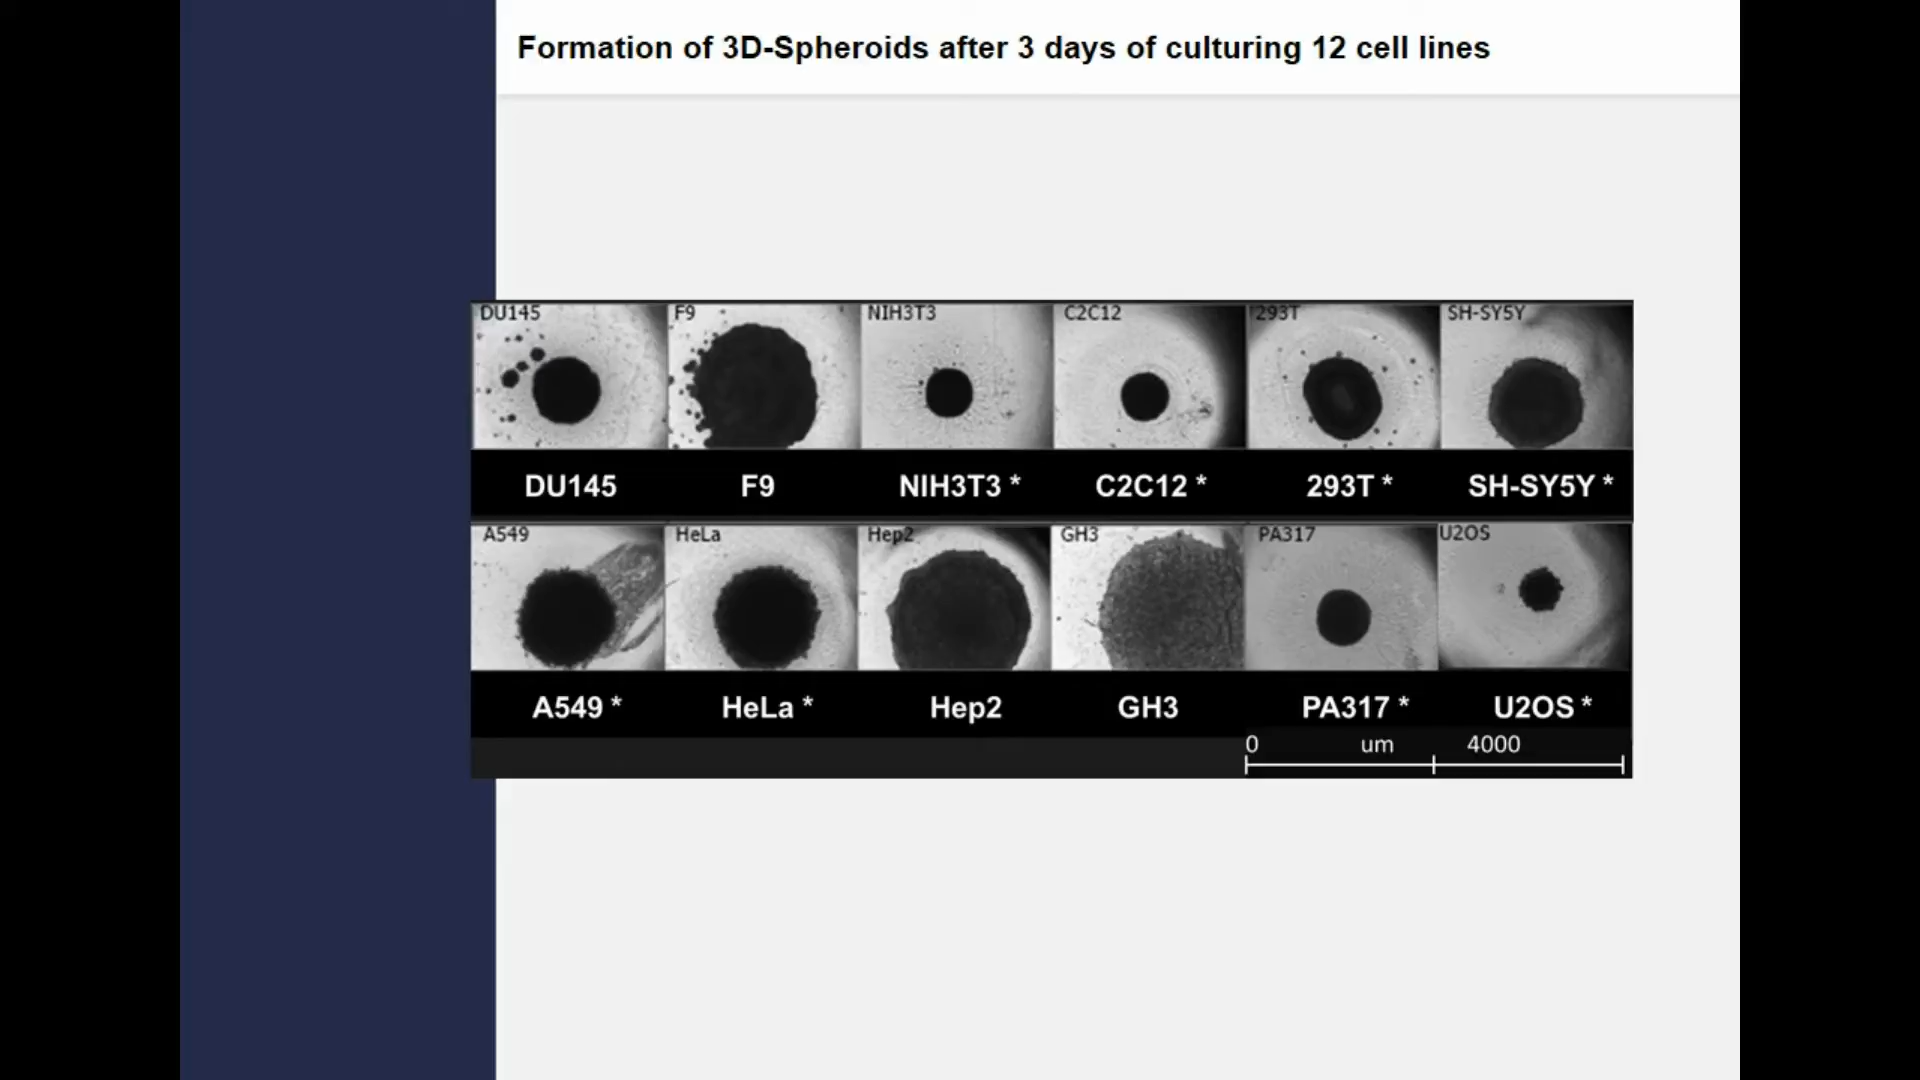 Formation of 3D-Spheroids after 3 days of culturing 12 cell lines
DU145 F9 NIH3T3 C2C12 293T SH-SY5Y
DU145 F9 NIH3T3 * C2C12 * 293T * SH-SY5Y *
A549 HeLa Hep2 GH3 PA317 U2OS
A549 * HeLa * Hep2 GH3 PA317 * U2OS *
0 um 4000